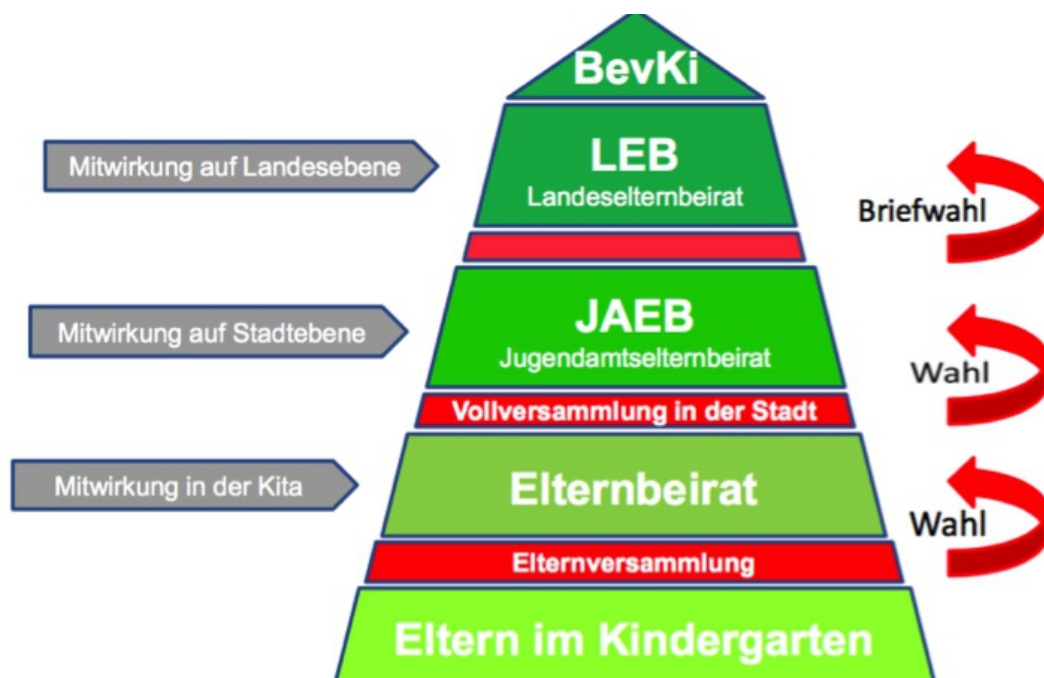 BevKi
Mitwirkung auf Landesebene
LEB
Landeselternbeirat
Briefwahl
Mitwirkung auf Stadtebene
JAEB
Jugendamtselternbeirat
Wahl
Vollversammlung in der Stadt
Mitwirkung in der Kita
Elternbeirat
Wahl
Elternversammlung
Eltern im Kindergarten